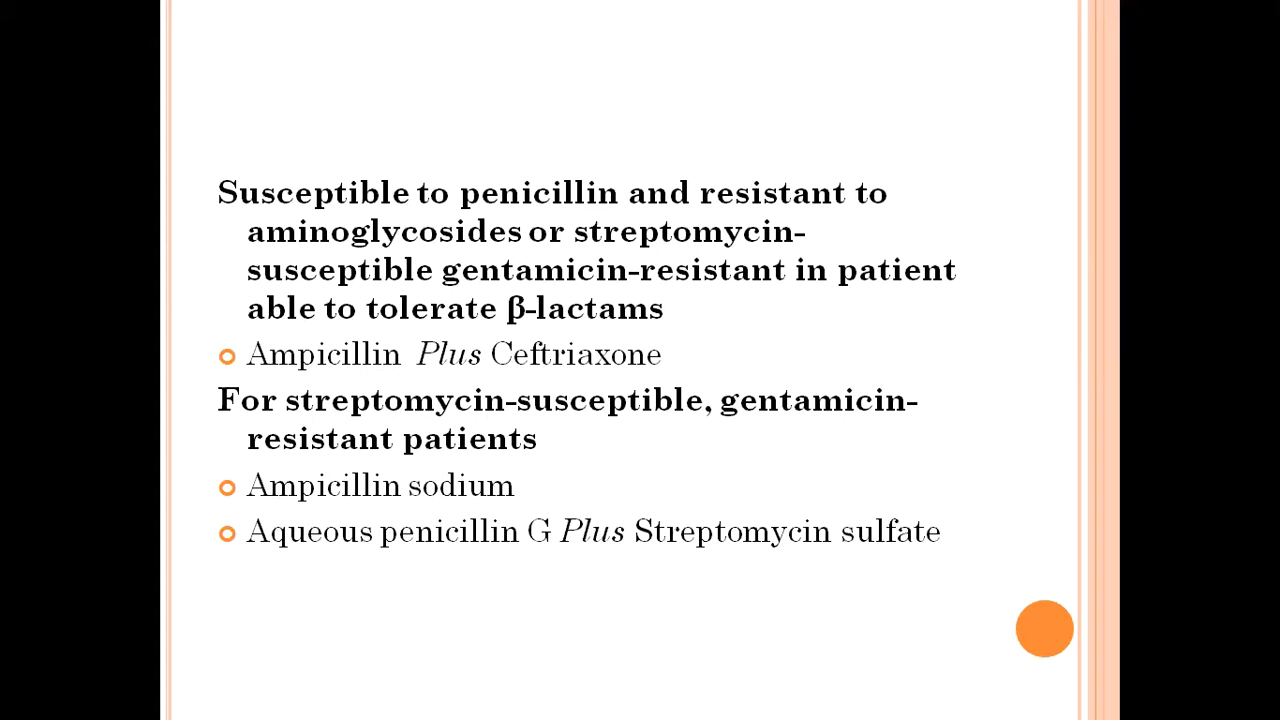 Susceptible to penicillin and resistant to
aminoglycosides or streptomycin-
susceptible gentamicin-resistant in patient
able to tolerate β-lactams
Ampicillin Plus Ceftriaxone
For streptomycin-susceptible, gentamicin-
resistant patients
Ampicillin sodium
Aqueous penicillin G Plus Streptomycin sulfate